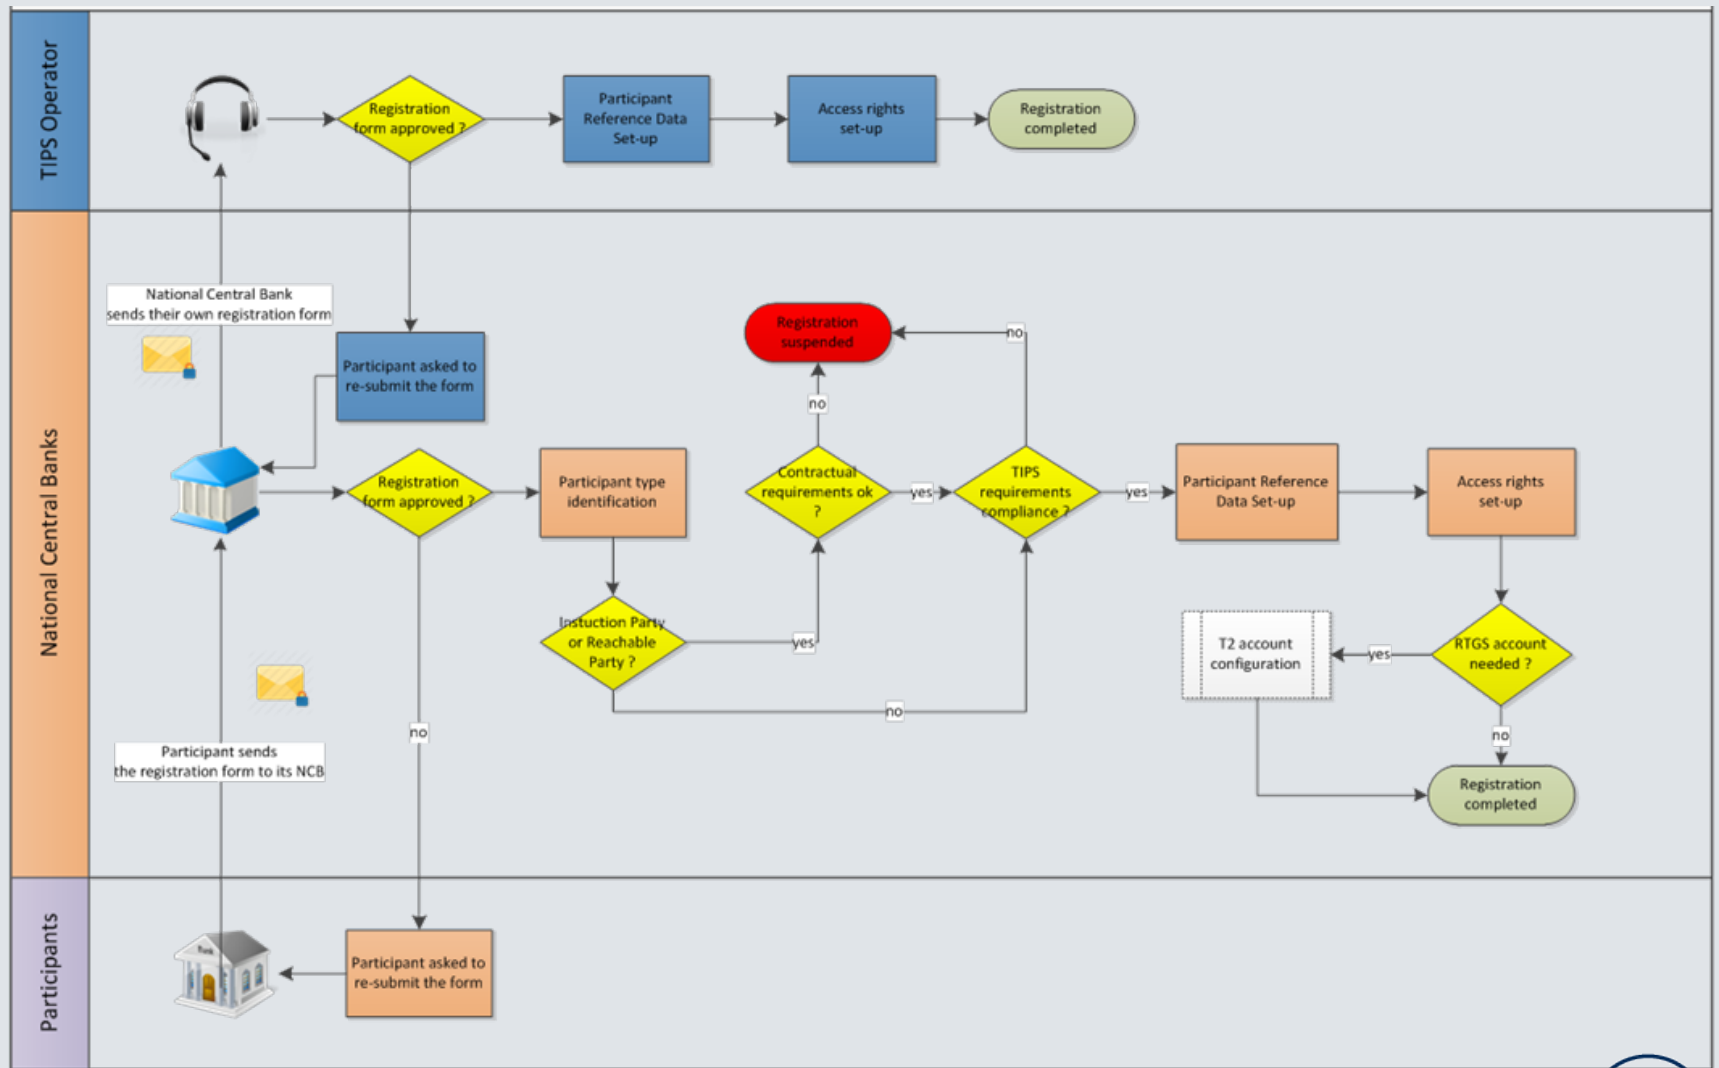 TIPS Operator
Registration
form approved ?
Participant
Reference Data
Set-up
Access rights
set-up
Registration
completed
National Central Banks
National Central Bank
sends their own registration form
Participant asked to
re-submit the form
Registration
suspended
no
no
Registration
form approved ?
Participant type
identification
Contractual
requirements ok
?
yes
TIPS
requirements
compliance ?
yes
Participant Reference
Data Set-up
Access rights
set-up
Instuction Party
or Reachable
Party ?
yes
no
T2 account
configuration
yes
RTGS account
needed ?
no
no
Registration
completed
Participant sends
the registration form to its NCB
Participants
Bank
Participant asked to
re-submit the form